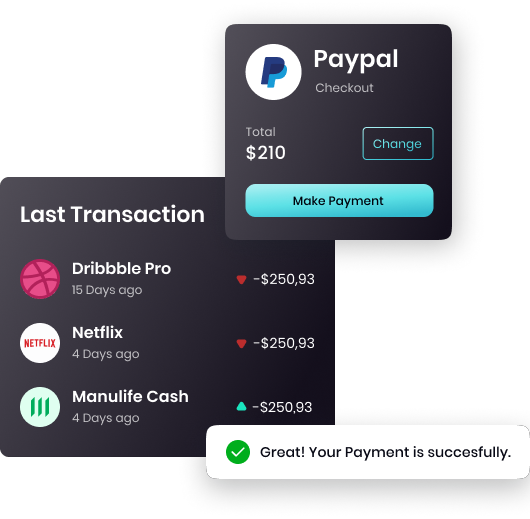 Paypal
Checkout
Total
$210
Change
Make Payment
Last Transaction
Dribbble Pro
15 Days ago
-$250,93
NETFLIX
Netflix
4 Days ago
-$250,93
Manulife Cash
4 Days ago
-$250,93
Great! Your Payment is succesfully.